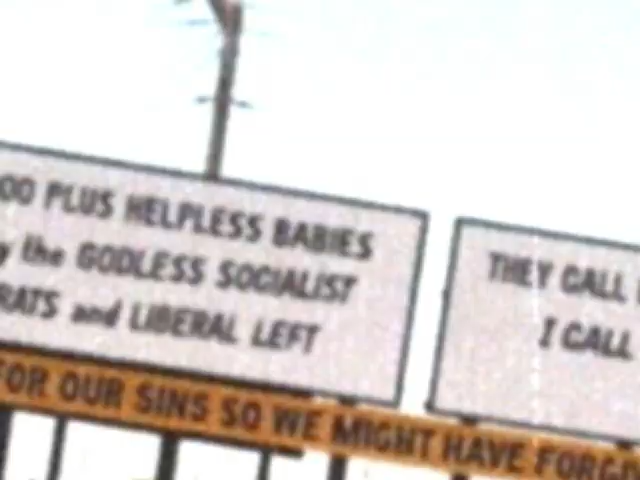 00 PLUS HELPLESS BABIES
y the GODLESS SOCIALIST
RATS and LIBERAL LEFT
THEY CALL
I CALL
FOR OUR SINS SO WE MIGHT HAVE FORGI